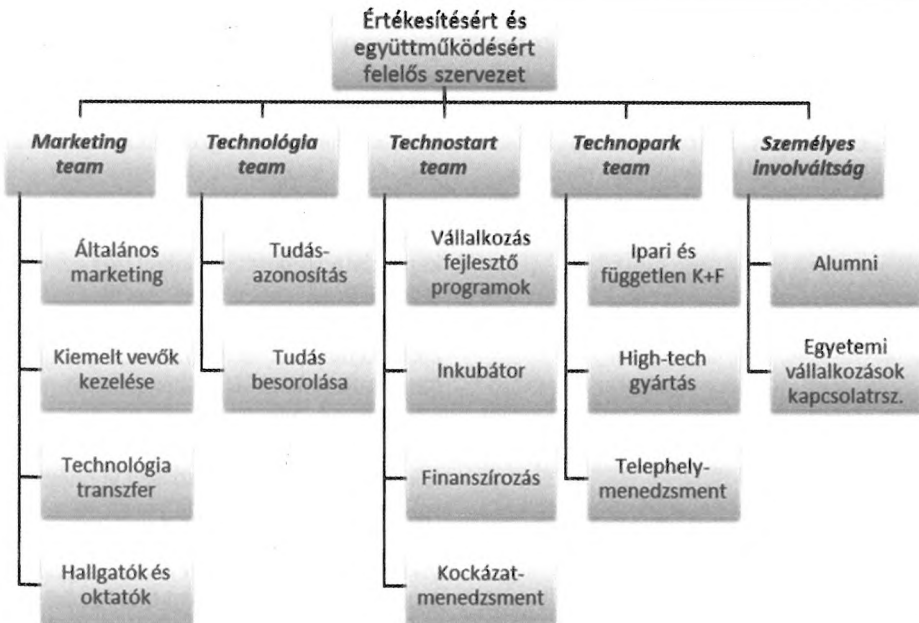 Értékesítésért és
együttműködésért
felelős szervezet
Marketing
team
Technológia
team
Technostart
team
Technopark
team
Személyes
involváltság
Általános
marketing
Kiemelt vevők
kezelése
Technológia
transzfer
Hallgatók és
oktatók
Tudás-
azonosítás
Tudás
besorolása
Vállalkozás
fejlesztő
programok
Inkubátor
Finanszírozás
Kockázat-
menedzsment
Ipari és
független K+F
High-tech
gyártás
Telephely-
menedzsment
Alumni
Egyetemi
vállalkozások
kapcsolatrsz.